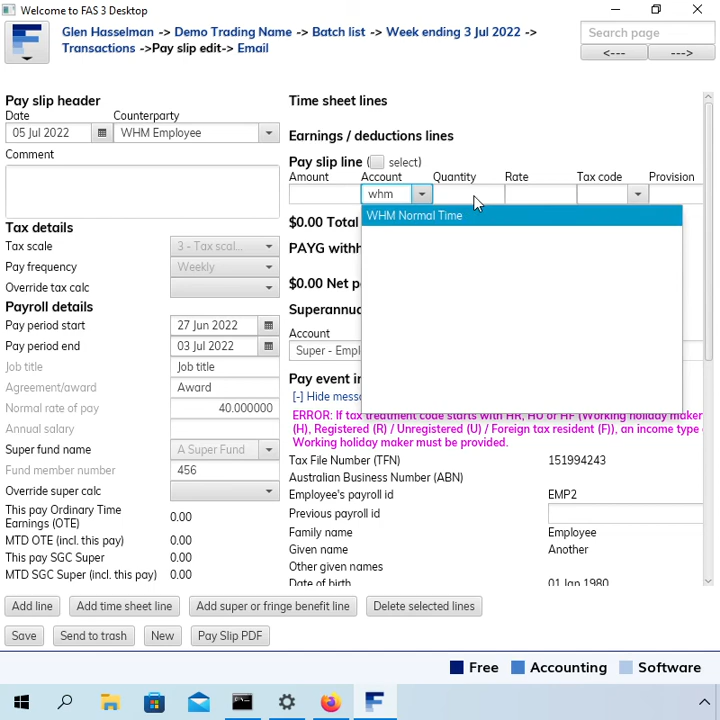 Welcome to FAS 3 Desktop
Glen Hasselman -> Demo Trading Name -> Batch list -> Week ending 3 Jul 2022 ->
Transactions ->Pay slip edit-> Email
Search page
<---
--->
Pay slip header
Date
Counterparty
05 Jul 2022
WHM Employee
Comment
Tax details
Tax scale
3 - Tax scal...
Pay frequency
Weekly
Override tax calc
Payroll details
Pay period start
27 Jun 2022
Pay period end
03 Jul 2022
Job title
Job title
Agreement/award
Award
Normal rate of pay
40.000000
Annual salary
Super fund name
A Super Fund
Fund member number
456
Override super calc
This pay Ordinary Time
Earnings (OTE)
0.00
MTD OTE (incl. this pay)
0.00
This pay SGC Super
0.00
MTD SGC Super (incl. this pay)
0.00
Time sheet lines
Earnings / deductions lines
Pay slip line (
select)
Amount
Account
Quantity
Rate
Tax code
Provision
whm
WHM Normal Time
$0.00 Total
PAYG withh
$0.00 Net p
Superannu
Account
Super - Empl
Pay event in
[-] Hide mess
ERROR: If tax treatment code starts with HR, HU or HF (Working holiday maker
(H), Registered (R) / Unregistered (U) / Foreign tax resident (F)), an income type o
Working holiday maker must be provided.
Tax File Number (TFN)
151994243
Australian Business Number (ABN)
Employee's payroll id
EMP2
Previous payroll id
Family name
Employee
Given name
Another
Other given names
Date of birth
01 Jan 1980
Add line
Add time sheet line
Add super or fringe benefit line
Delete selected lines
Save
Send to trash
New
Pay Slip PDF
Free
Accounting
Software